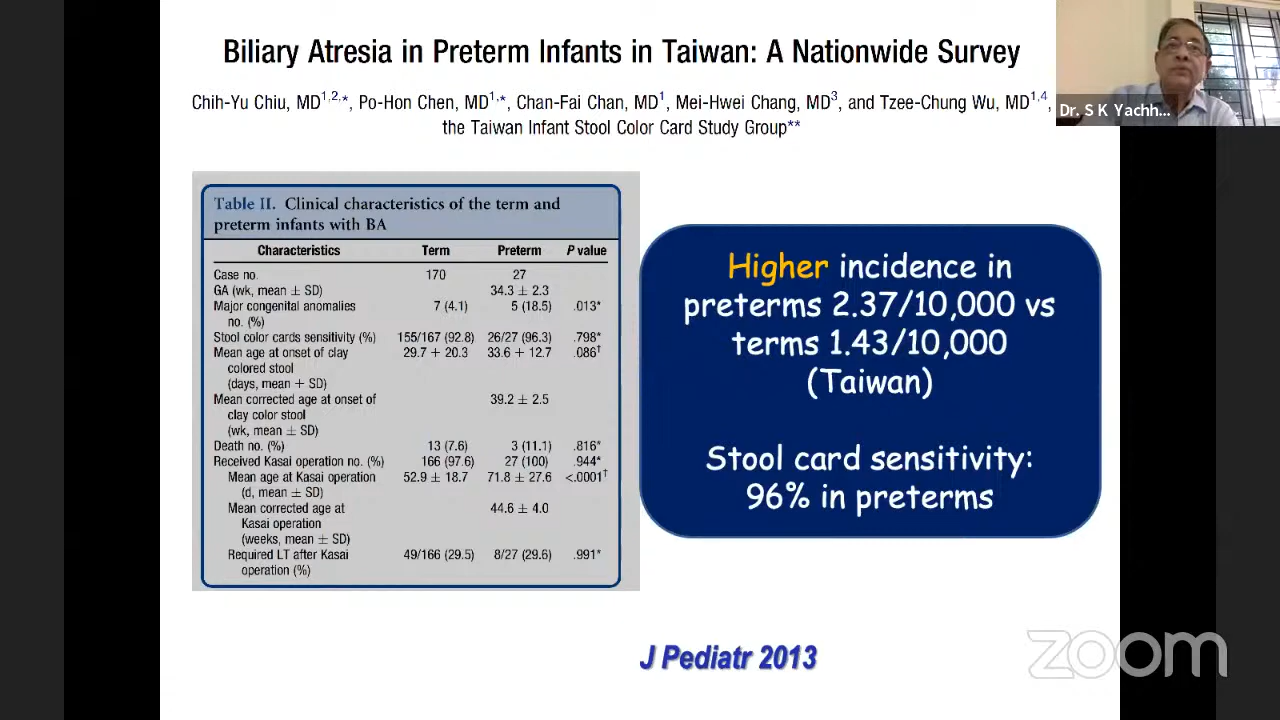 Biliary Atresia in Preterm Infants in Taiwan: A Nationwide Survey
Chih-Yu Chiu, MD1,2,*, Po-Hon Chen, MD1,*, Chan-Fai Chan, MD1, Mei-Hwei Chang, MD3, and Tzee-Chung Wu, MD1,4,
the Taiwan Infant Stool Color Card Study Group**
Dr. S K Yachh...
Table II. Clinical characteristics of the term and
preterm infants with BA
Characteristics Term Preterm P value
Case no. 170 27
GA (wk, mean ± SD) 34.3 ± 2.3
Major congenital anomalies 7 (4.1) 5 (18.5) .013*
no. (%)
Stool color cards sensitivity (%) 155/167 (92.8) 26/27 (96.3) .798*
Mean age at onset of clay 29.7 + 20.3 33.6 + 12.7 .086†
colored stool
(days, mean + SD)
Mean corrected age at onset of 39.2 ± 2.5
clay color stool
(wk, mean ± SD)
Death no. (%) 13 (7.6) 3 (11.1) .816*
Received Kasai operation no. (%) 166 (97.6) 27 (100) .944*
Mean age at Kasai operation 52.9 ± 18.7 71.8 ± 27.6 <.0001†
(d, mean ± SD)
Mean corrected age at 44.6 ± 4.0
Kasai operation
(weeks, mean ± SD)
Required LT after Kasai 49/166 (29.5) 8/27 (29.6) .991*
operation (%)
Higher incidence in
preterms 2.37/10,000 vs
terms 1.43/10,000
(Taiwan)
Stool card sensitivity:
96% in preterms
J Pediatr 2013
zoom